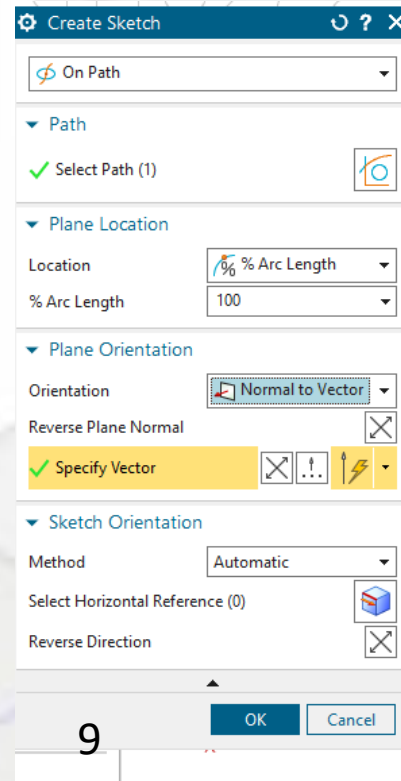 Create Sketch ?
On Path
Path
Select Path (1)
Plane Location
Location % % Arc Length
% Arc Length 100
Plane Orientation
Orientation Normal to Vector
Reverse Plane Normal
Specify Vector
Sketch Orientation
Method Automatic
Select Horizontal Reference (0)
Reverse Direction
OK Cancel
9